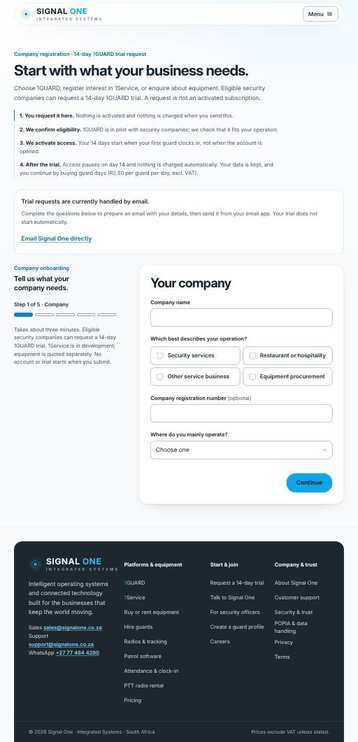 SIGNAL ONE
INTEGRATED SYSTEMS
Menu
Company registration · 14-day 1GUARD trial request
Start with what your business needs.
Choose 1GUARD, register interest in 1Service, or enquire about equipment. Eligible security
companies can request a 14-day 1GUARD trial. A request is not an activated subscription.
1. You request it here. Nothing is activated and nothing is charged when you send this.
2. We confirm eligibility. 1GUARD is in pilot with security companies; we check that it fits your operation.
3. We activate access. Your 14 days start when your first guard clocks in, not when the account is
opened.
4. After the trial. Access pauses on day 14 and nothing is charged automatically. Your data is kept, and
you continue by buying guard days (R2.50 per guard per day, excl. VAT).
Trial requests are currently handled by email.
Complete the questions below to prepare an email with your details, then send it from your email app. Your trial does not
start automatically.
Email Signal One directly
Company onboarding
Tell us what your
company needs.
Step 1 of 5 · Company
Takes about three minutes. Eligible
security companies can request a 14-day
1GUARD trial. 1Service is in development;
equipment is quoted separately. No
account or trial starts when you submit.
Your company
Company name
Which best describes your operation?
Security services
Restaurant or hospitality
Other service business
Equipment procurement
Company registration number (optional)
Where do you mainly operate?
Choose one
Continue
SIGNAL ONE
INTEGRATED SYSTEMS
Intelligent operating systems
and connected technology
built for the businesses that
keep the world moving.
Sales sales@signalone.co.za
Support
support@signalone.co.za
WhatsApp +27 77 484 4290
Platforms & equipment
1GUARD
1Service
Buy or rent equipment
Hire guards
Radios & tracking
Patrol software
Attendance & clock-in
PTT radio rental
Pricing
Start & join
Request a 14-day trial
Talk to Signal One
For security officers
Create a guard profile
Careers
Company & trust
About Signal One
Customer support
Security & trust
POPIA & data
handling
Privacy
Terms
© 2026 Signal One · Integrated Systems · South Africa
Prices exclude VAT unless stated.